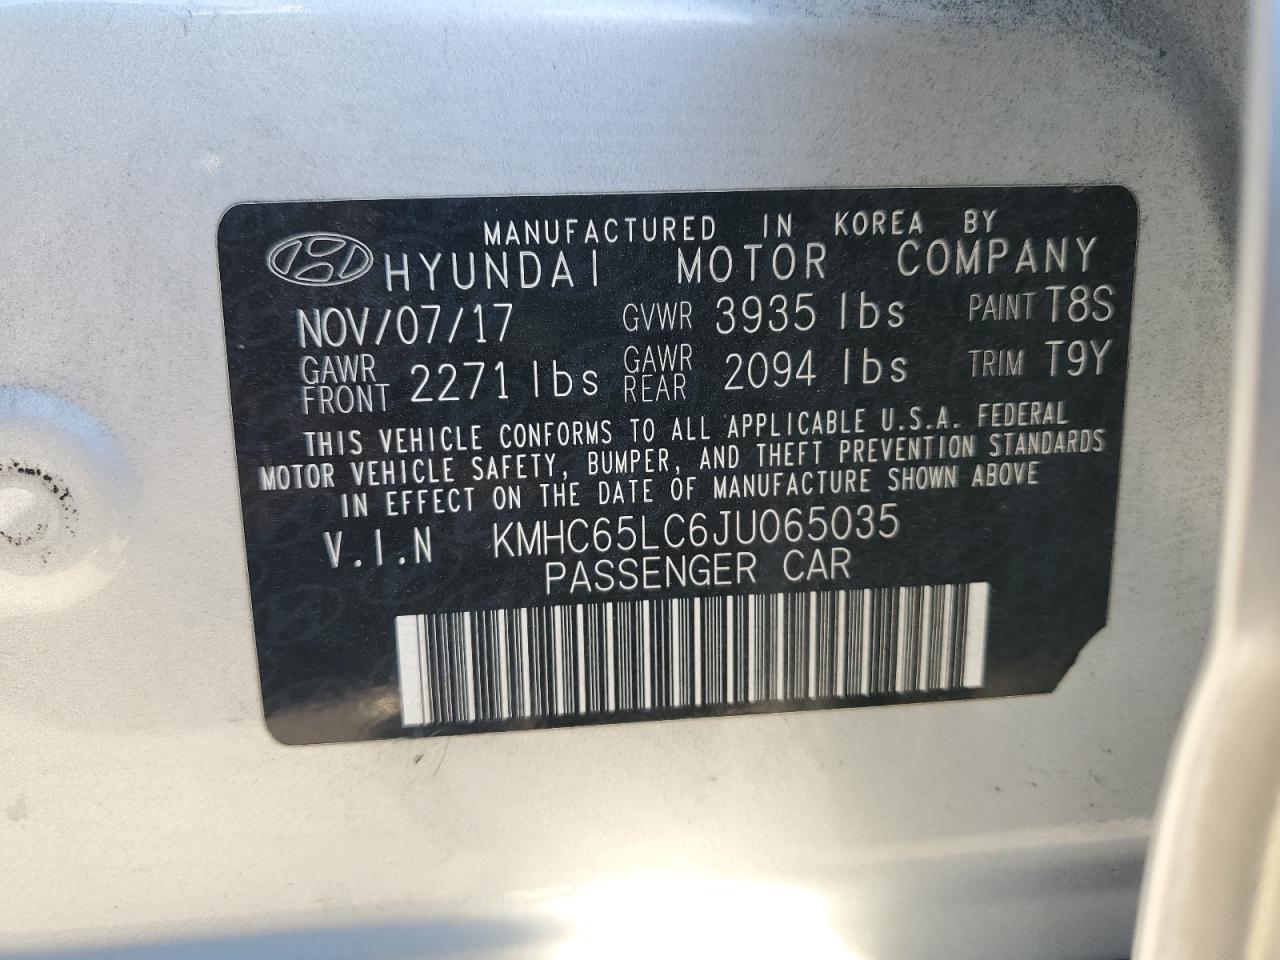 MANUFACTURED IN KOREA BY
HYUNDAI MOTOR COMPANY
NOV/07/17 GVWR 3935 lbs PAINT T8S
GAWR FRONT 2271 lbs GAWR REAR 2094 lbs TRIM T9Y
THIS VEHICLE CONFORMS TO ALL APPLICABLE U.S.A. FEDERAL
MOTOR VEHICLE SAFETY, BUMPER, AND THEFT PREVENTION STANDARDS
IN EFFECT ON THE DATE OF MANUFACTURE SHOWN ABOVE
V.I.N KMHC65LC6JU065035
PASSENGER CAR